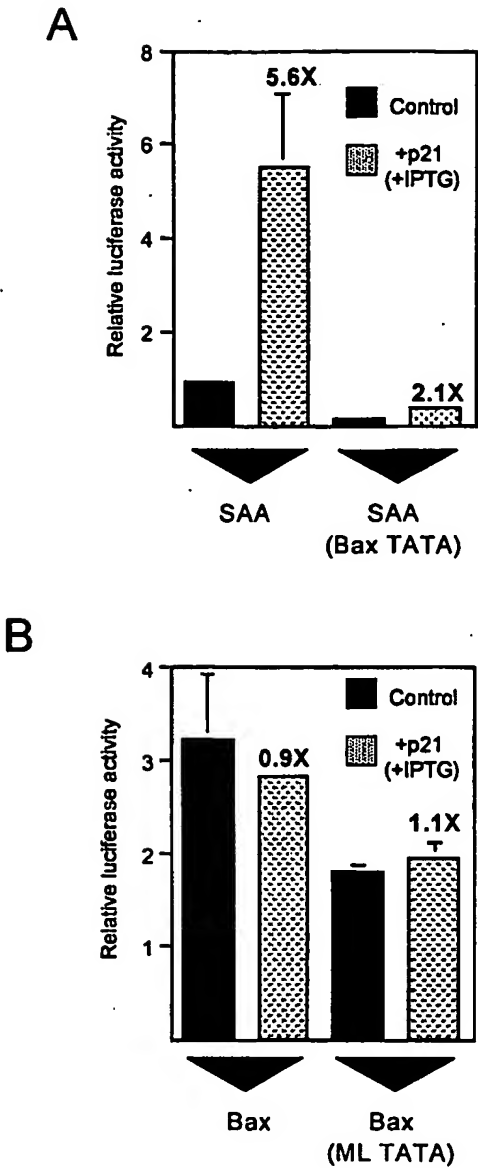 A
8
6
4
2
Relative luciferase activity
5.6X
Control
+p21
(+IPTG)
2.1X
SAA
SAA
(Bax TATA)
B
4
3
2
1
Relative luciferase activity
Control
+p21
(+IPTG)
0.9X
1.1X
Bax
Bax
(ML TATA)